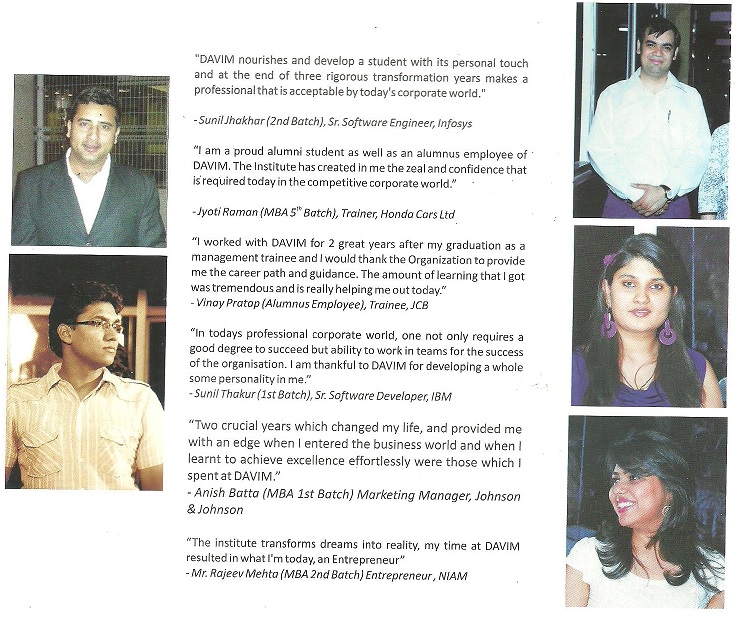 "DAVIM nourishes and develop a student with its personal touch
and at the end of three rigorous transformation years makes a
professional that is acceptable by today's corporate world."
- Sunil Jhakhar (2nd Batch), Sr. Software Engineer, Infosys
"I am a proud alumni student as well as an alumnus employee of
DAVIM. The Institute has created in me the zeal and confidence that
is required today in the competitive corporate world."
- Jyoti Raman (MBA 5th Batch), Trainer, Honda Cars Ltd
"I worked with DAVIM for 2 great years after my graduation as a
management trainee and I would thank the Organization to provide
me the career path and guidance. The amount of learning that I got
was tremendous and is really helping me out today."
- Vinay Pratap (Alumnus Employee), Trainee, JCB
"In todays professional corporate world, one not only requires a
good degree to succeed but ability to work in teams for the success
of the organisation. I am thankful to DAVIM for developing a whole
some personality in me."
- Sunil Thakur (1st Batch), Sr. Software Developer, IBM
"Two crucial years which changed my life, and provided me
with an edge when I entered the business world and when I
learnt to achieve excellence effortlessly were those which I
spent at DAVIM."
- Anish Batta (MBA 1st Batch) Marketing Manager, Johnson
& Johnson
"The institute transforms dreams into reality, my time at DAVIM
resulted in what I'm today, an Entrepreneur"
- Mr. Rajeev Mehta (MBA 2nd Batch) Entrepreneur , NIAM